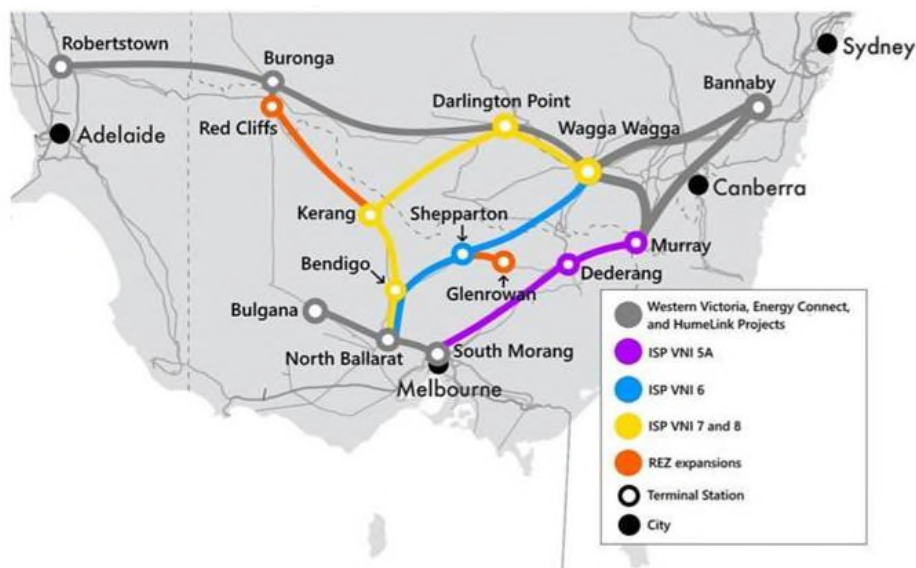 Robertstown
Buronga
Sydney
Bannaby
Darlington Point
Wagga Wagga
Adelaide
Red Cliffs
Canberra
Kerang
Shepparton
Murray
Bendigo
Dederang
Glenrowan
Bulgana
North Ballarat
South Morang
Melbourne
Western Victoria, Energy Connect,
and HumeLink Projects
ISP VNI 5A
ISP VNI 6
ISP VNI 7 and 8
REZ expansions
Terminal Station
City